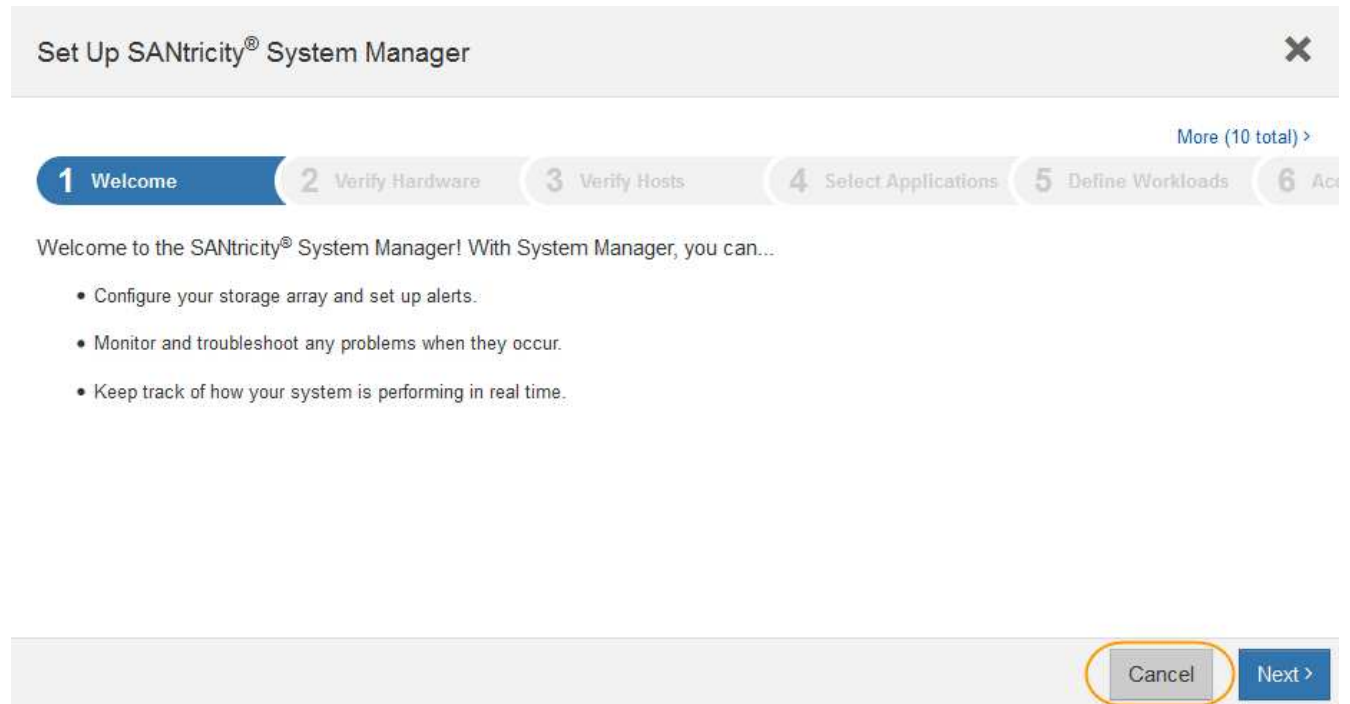 Set Up SANtricity® System Manager
More (10 total) >
1 Welcome 2 Verify Hardware 3 Verify Hosts 4 Select Applications 5 Define Workloads 6 Acc
Welcome to the SANtricity® System Manager! With System Manager, you can...
• Configure your storage array and set up alerts.
• Monitor and troubleshoot any problems when they occur.
• Keep track of how your system is performing in real time.
Cancel Next >